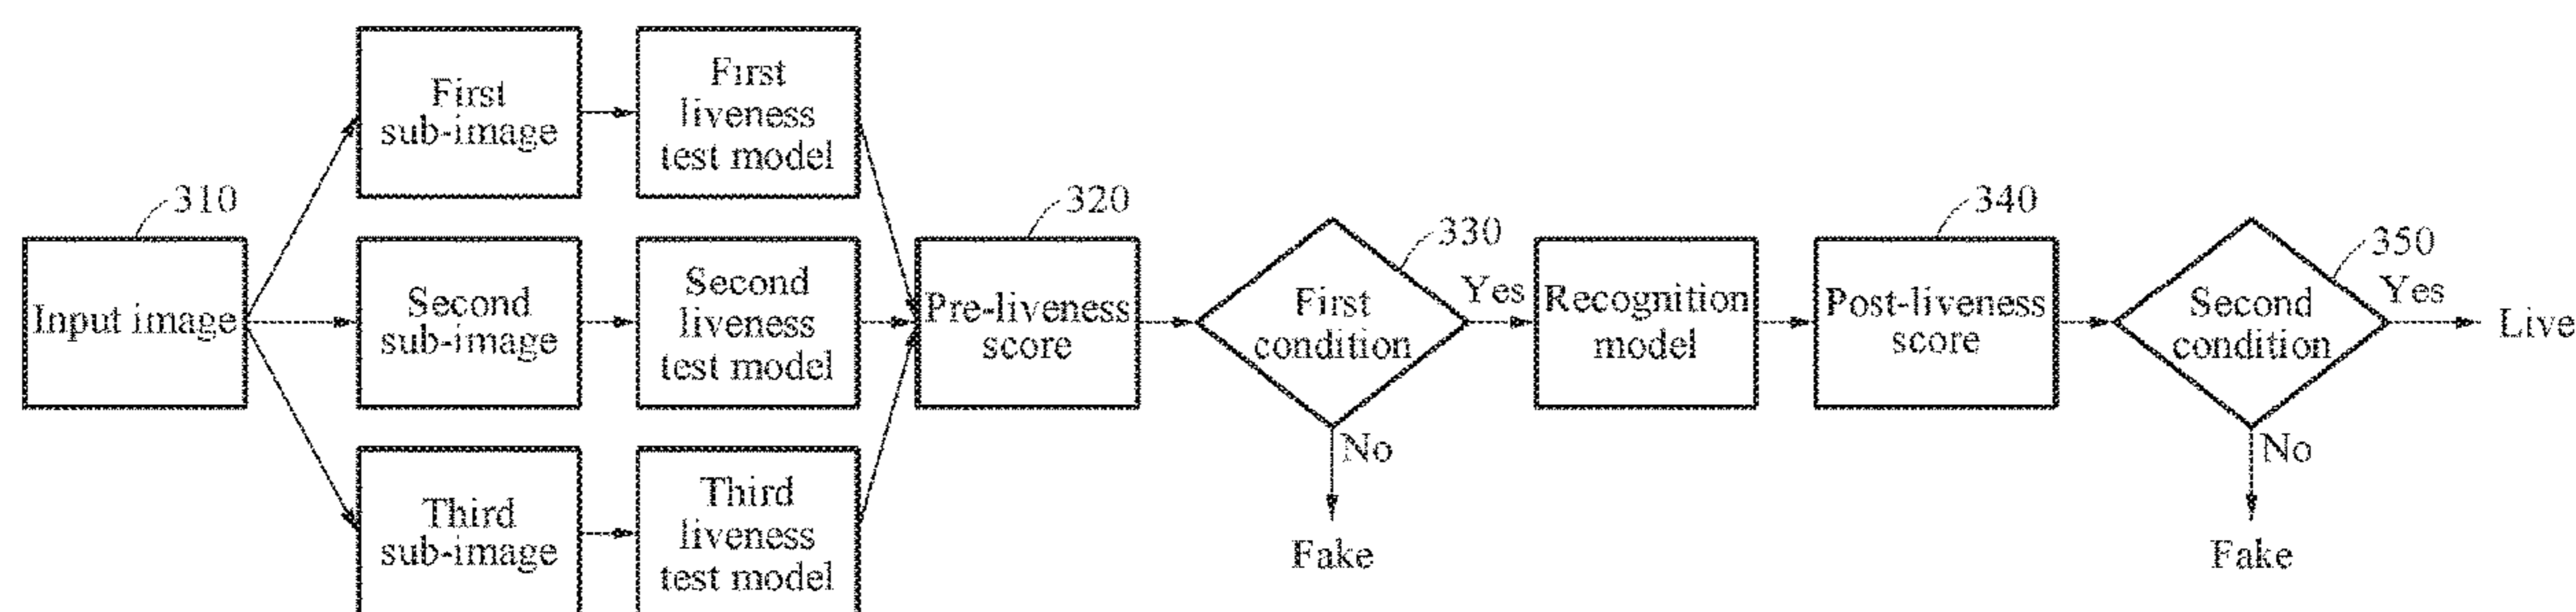 First
sub-image
First
liveness
test model
310
Input image
Second
sub-image
Second
liveness
test model
Third
sub-image
Third
liveness
test model
320
Pre-liveness
score
330
First
condition
Yes
No
Fake
Recognition
model
340
Post-liveness
score
350
Second
condition
Yes
Live
No
Fake